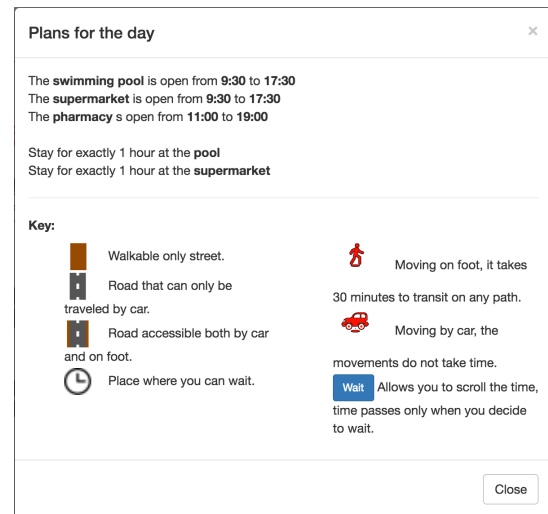 Plans for the day
×
The swimming pool is open from 9:30 to 17:30
The supermarket is open from 9:30 to 17:30
The pharmacy s open from 11:00 to 19:00
Stay for exactly 1 hour at the pool
Stay for exactly 1 hour at the supermarket
Key:
Walkable only street.
Road that can only be
traveled by car.
Road accessible both by car
and on foot.
Place where you can wait.
Moving on foot, it takes
30 minutes to transit on any path.
Moving by car, the
movements do not take time.
Wait Allows you to scroll the time,
time passes only when you decide
to wait.
Close